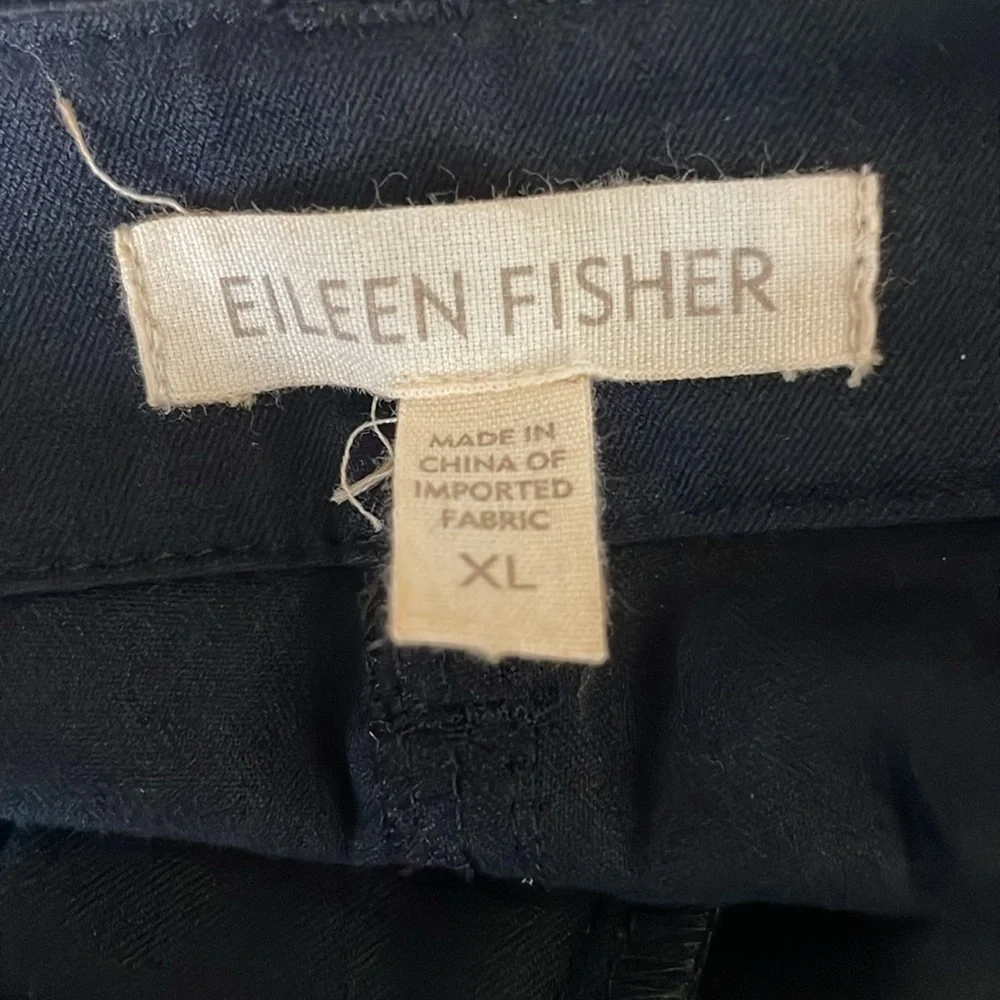 EILEEN FISHER
MADE IN
CHINA OF
IMPORTED
FABRIC
XL